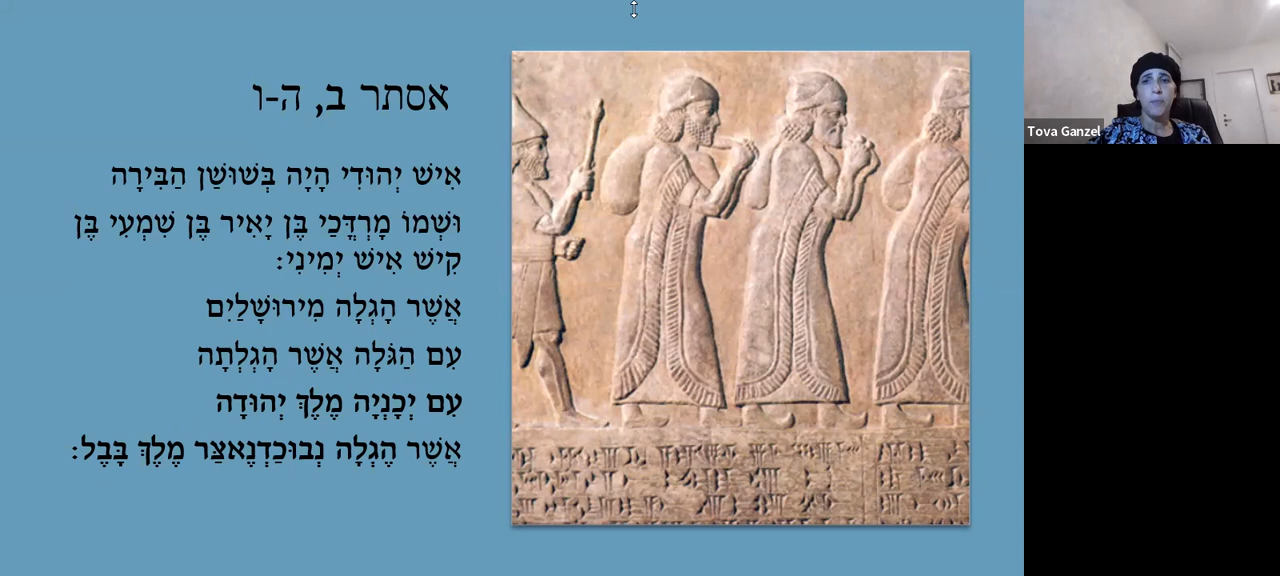 אסתר ב, ה-ו
אִישׁ יְהוּדִי הָיָה בְּשׁוּשַׁן הַבִּירָה
וּשְׁמוֹ מָרְדֳּכַי בֶּן יָאִיר בֶּן שִׁמְעִי בֶּן
קִישׁ אִישׁ יְמִינִי:
אֲשֶׁר הָגְלָה מִירוּשָׁלַיִם
עִם הַגֹּלָה אֲשֶׁר הָגְלְתָה
עִם יְכָנְיָה מֶלֶךְ יְהוּדָה
אֲשֶׁר הֶגְלָה נְבוּכַדְנֶאצַּר מֶלֶךְ בָּבֶל:
Tova Ganzel